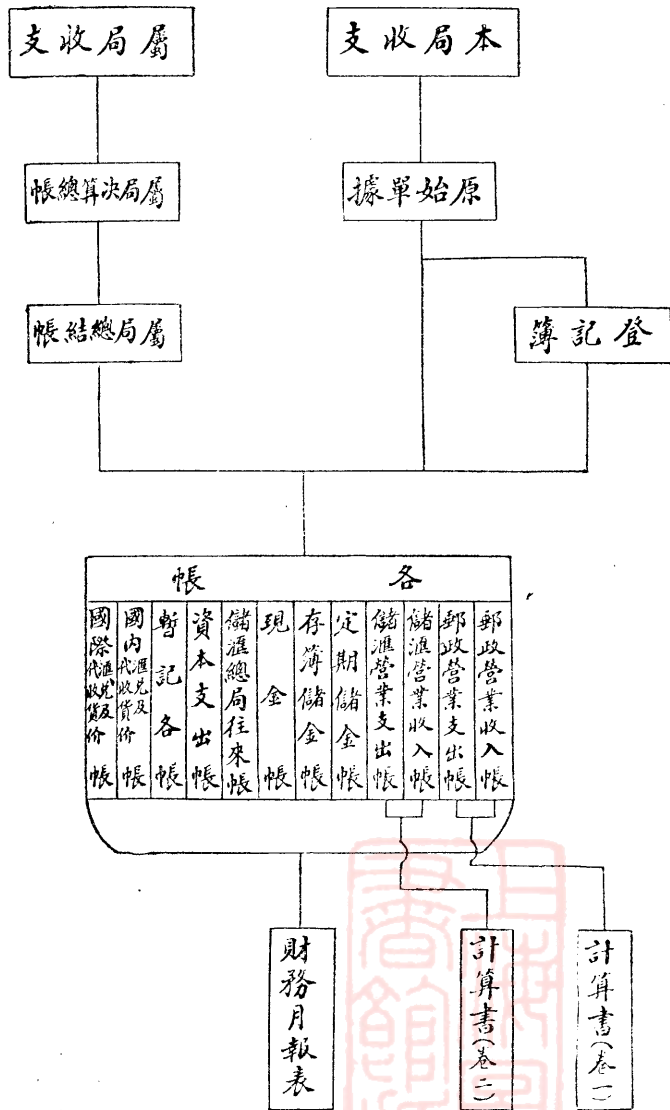 本局收支
屬局收支
原始單據
屬局決算總帳
登記簿
屬局總結帳
各帳
郵政營業收入帳
郵政營業支出帳
儲滙營業收入帳
儲滙營業支出帳
定期儲金帳
存簿儲金帳
現金帳
儲滙總局往來帳
資本支出帳
暫記各帳
國內滙兌及代收貨价帳
國際滙兌及代收貨价帳
計算書(卷一)
計算書(卷二)
財務月報表